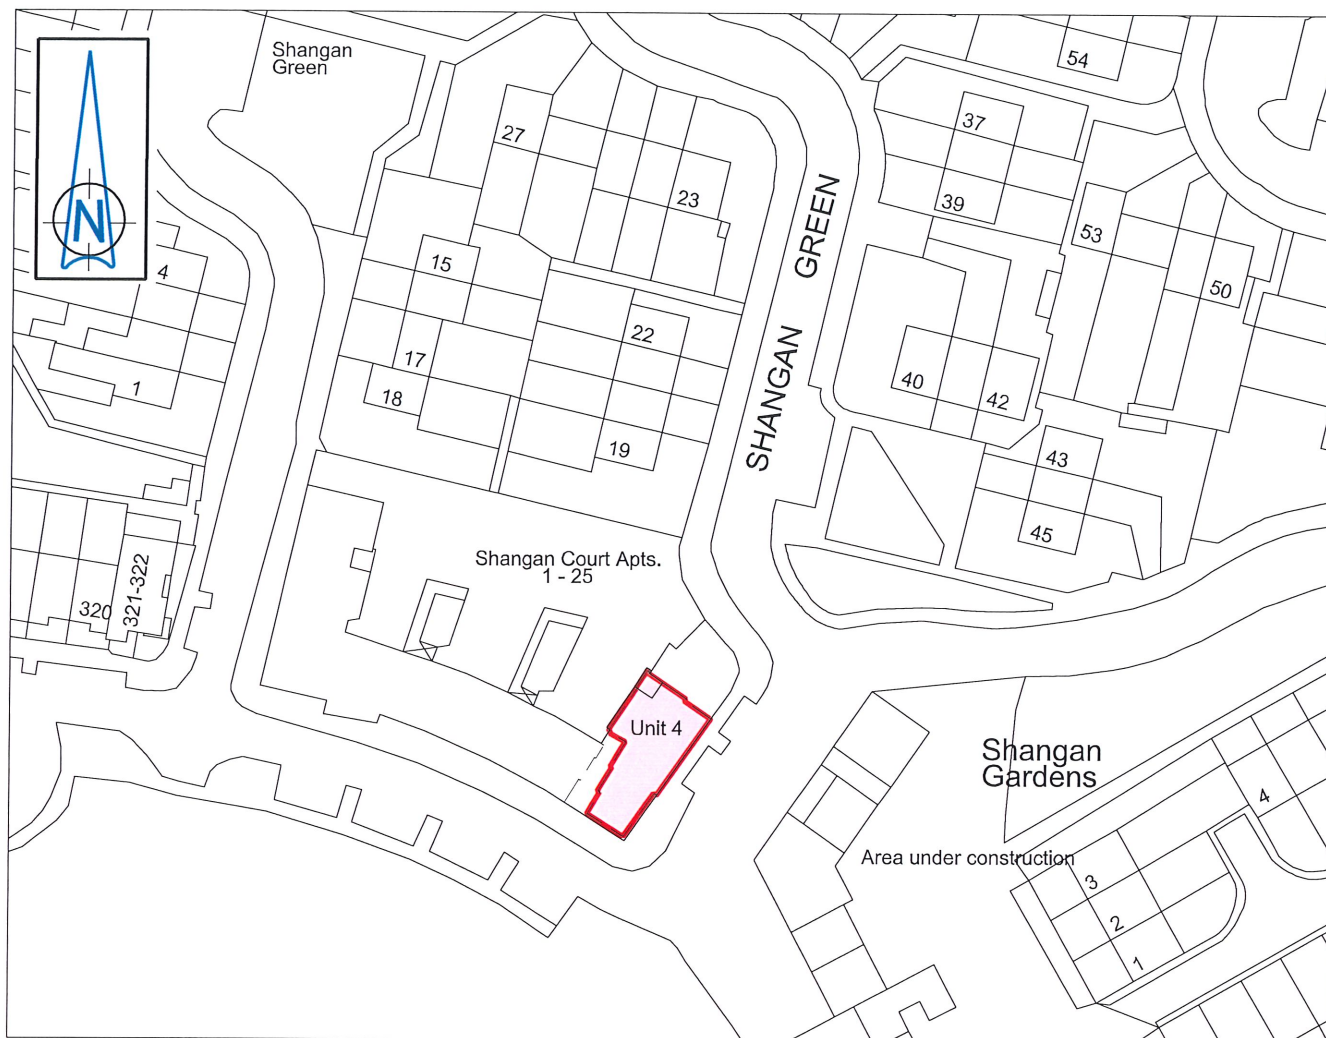 Shangan
Green
54
N
27
37
23
39
53
4
15
50
22
SHANGAN GREEN
1
17
18
40
42
19
43
45
320
321-322
Shangan Court Apts.
1 - 25
Unit 4
Shangan
Gardens
4
Area under construction
3
2
1